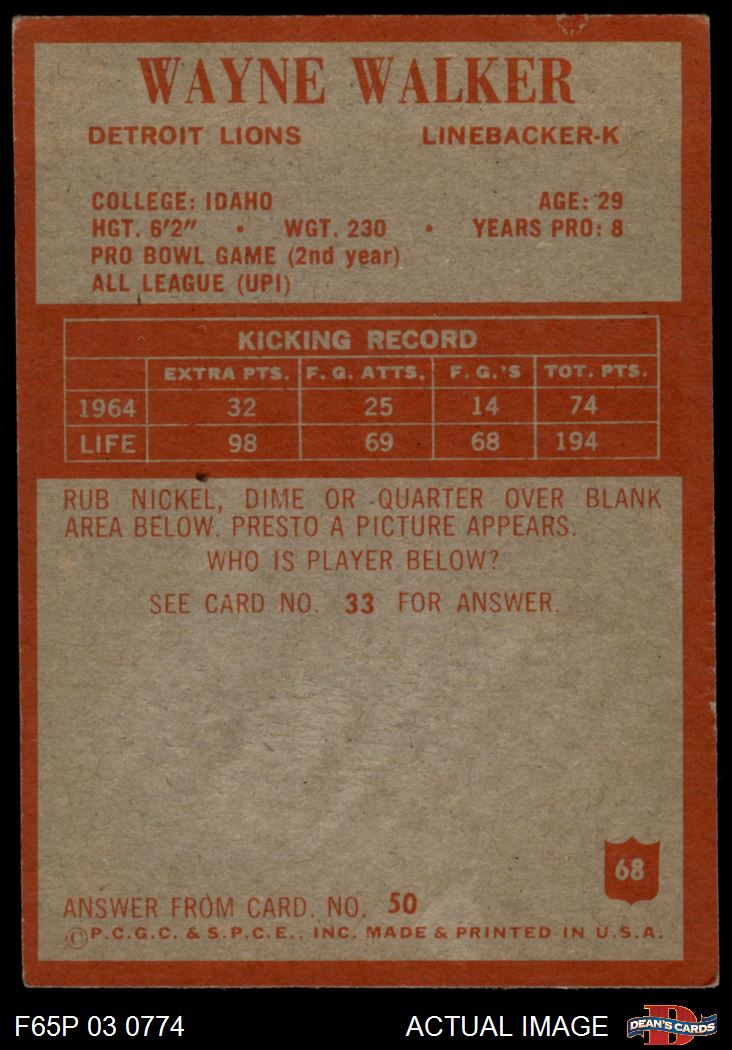 WAYNE WALKER
DETROIT LIONS LINEBACKER-K
COLLEGE: IDAHO AGE: 29
HGT. 6'2" • WGT. 230 • YEARS PRO: 8
PRO BOWL GAME (2nd year)
ALL LEAGUE (UPI)
KICKING RECORD
EXTRA PTS. F. G. ATTS. F. G.'S TOT. PTS.
1964 32 25 14 74
LIFE 98 69 68 194
RUB NICKEL, DIME OR QUARTER OVER BLANK
AREA BELOW. PRESTO A PICTURE APPEARS.
WHO IS PLAYER BELOW?
SEE CARD NO. 33 FOR ANSWER.
68
ANSWER FROM CARD. NO. 50
©P.C.G.C. & S.P.C.E., INC. MADE & PRINTED IN U.S.A.
F65P 03 0774 ACTUAL IMAGE D DEAN'S CARDS